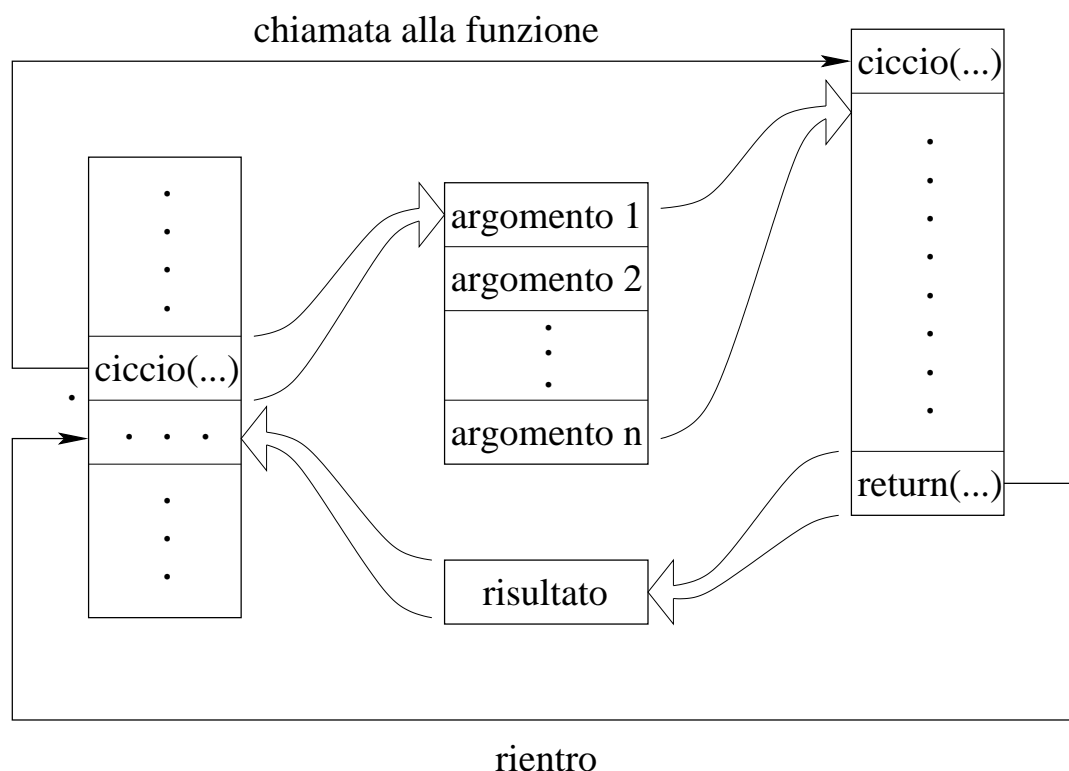 chiamata alla funzione
ciccio(...)
argomento 1
argomento 2
ciccio(...)
argomento n
return(...)
risultato
rientro